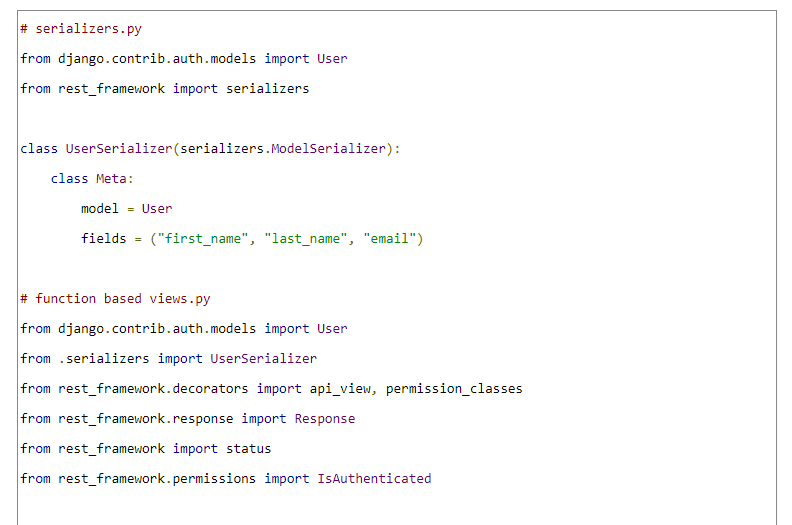 # serializers.py
from django.contrib.auth.models import User
from rest_framework import serializers
class UserSerializer(serializers.ModelSerializer):
    class Meta:
        model = User
        fields = ("first_name", "last_name", "email")
# function based views.py
from django.contrib.auth.models import User
from .serializers import UserSerializer
from rest_framework.decorators import api_view, permission_classes
from rest_framework.response import Response
from rest_framework import status
from rest_framework.permissions import IsAuthenticated